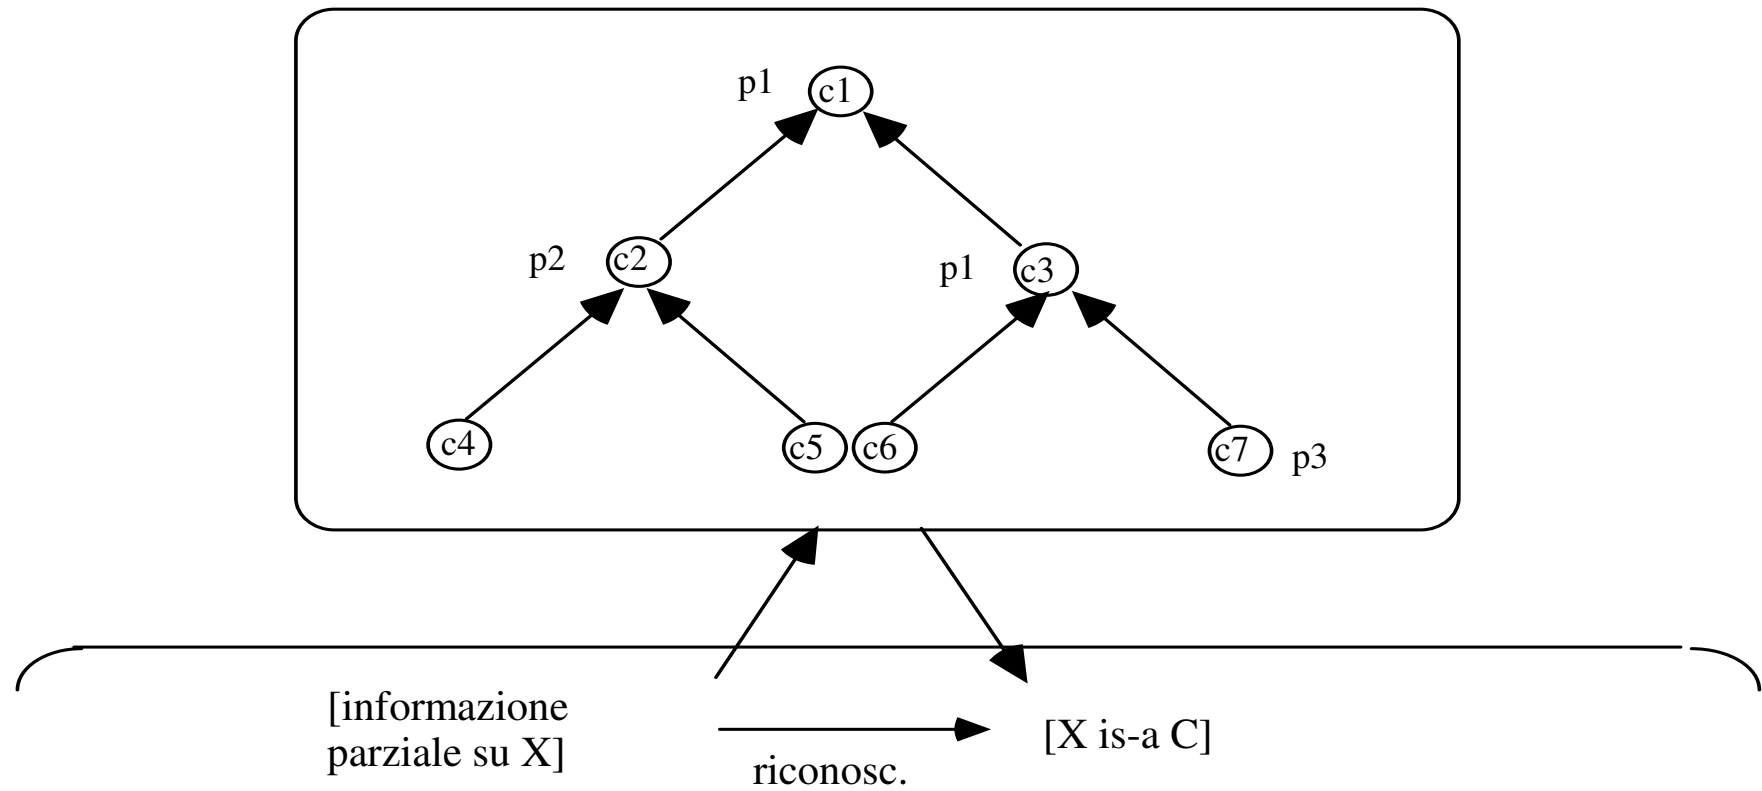 p1 c1
p2 c2 p1 c3
c4 c5 c6 c7 p3
[informazione
parziale su X]
riconosc.
[X is-a C]